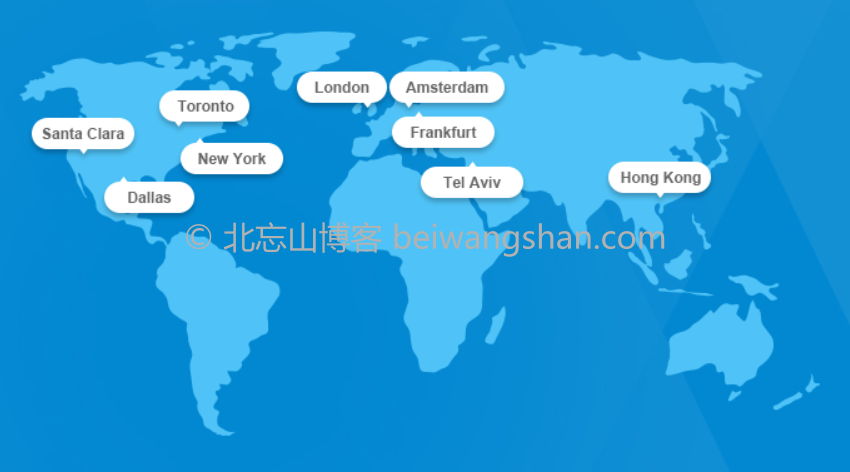 London
Amsterdam
Toronto
Santa Clara
Frankfurt
New York
Tel Aviv
Hong Kong
Dallas
© 北忘山博客 beiwangshan.com